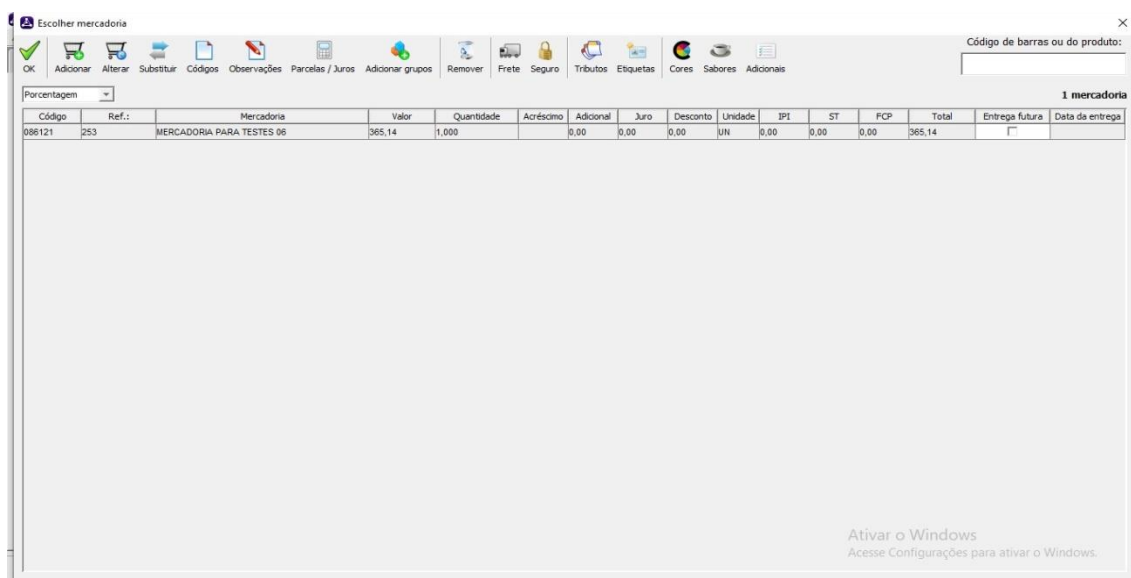 Escolher mercadoria
Código de barras ou do produto:
OK Adicionar Alterar Substituir Códigos Observações Parcelas / Juros Adicionar grupos Remover Frete Seguro Tributos Etiquetas Cores Sabores Adicionais
Porcentagem 1 mercadoria
Código Ref.: Mercadoria Valor Quantidade Acréscimo Adicional Juro Desconto Unidade IPI ST FCP Total Entrega futura Data da entrega
086121 253 MERCADORIA PARA TESTES 06 365,14 1,000 0,00 0,00 0,00 UN 0,00 0,00 0,00 365,14
Ativar o Windows
Acesse Configurações para ativar o Windows.